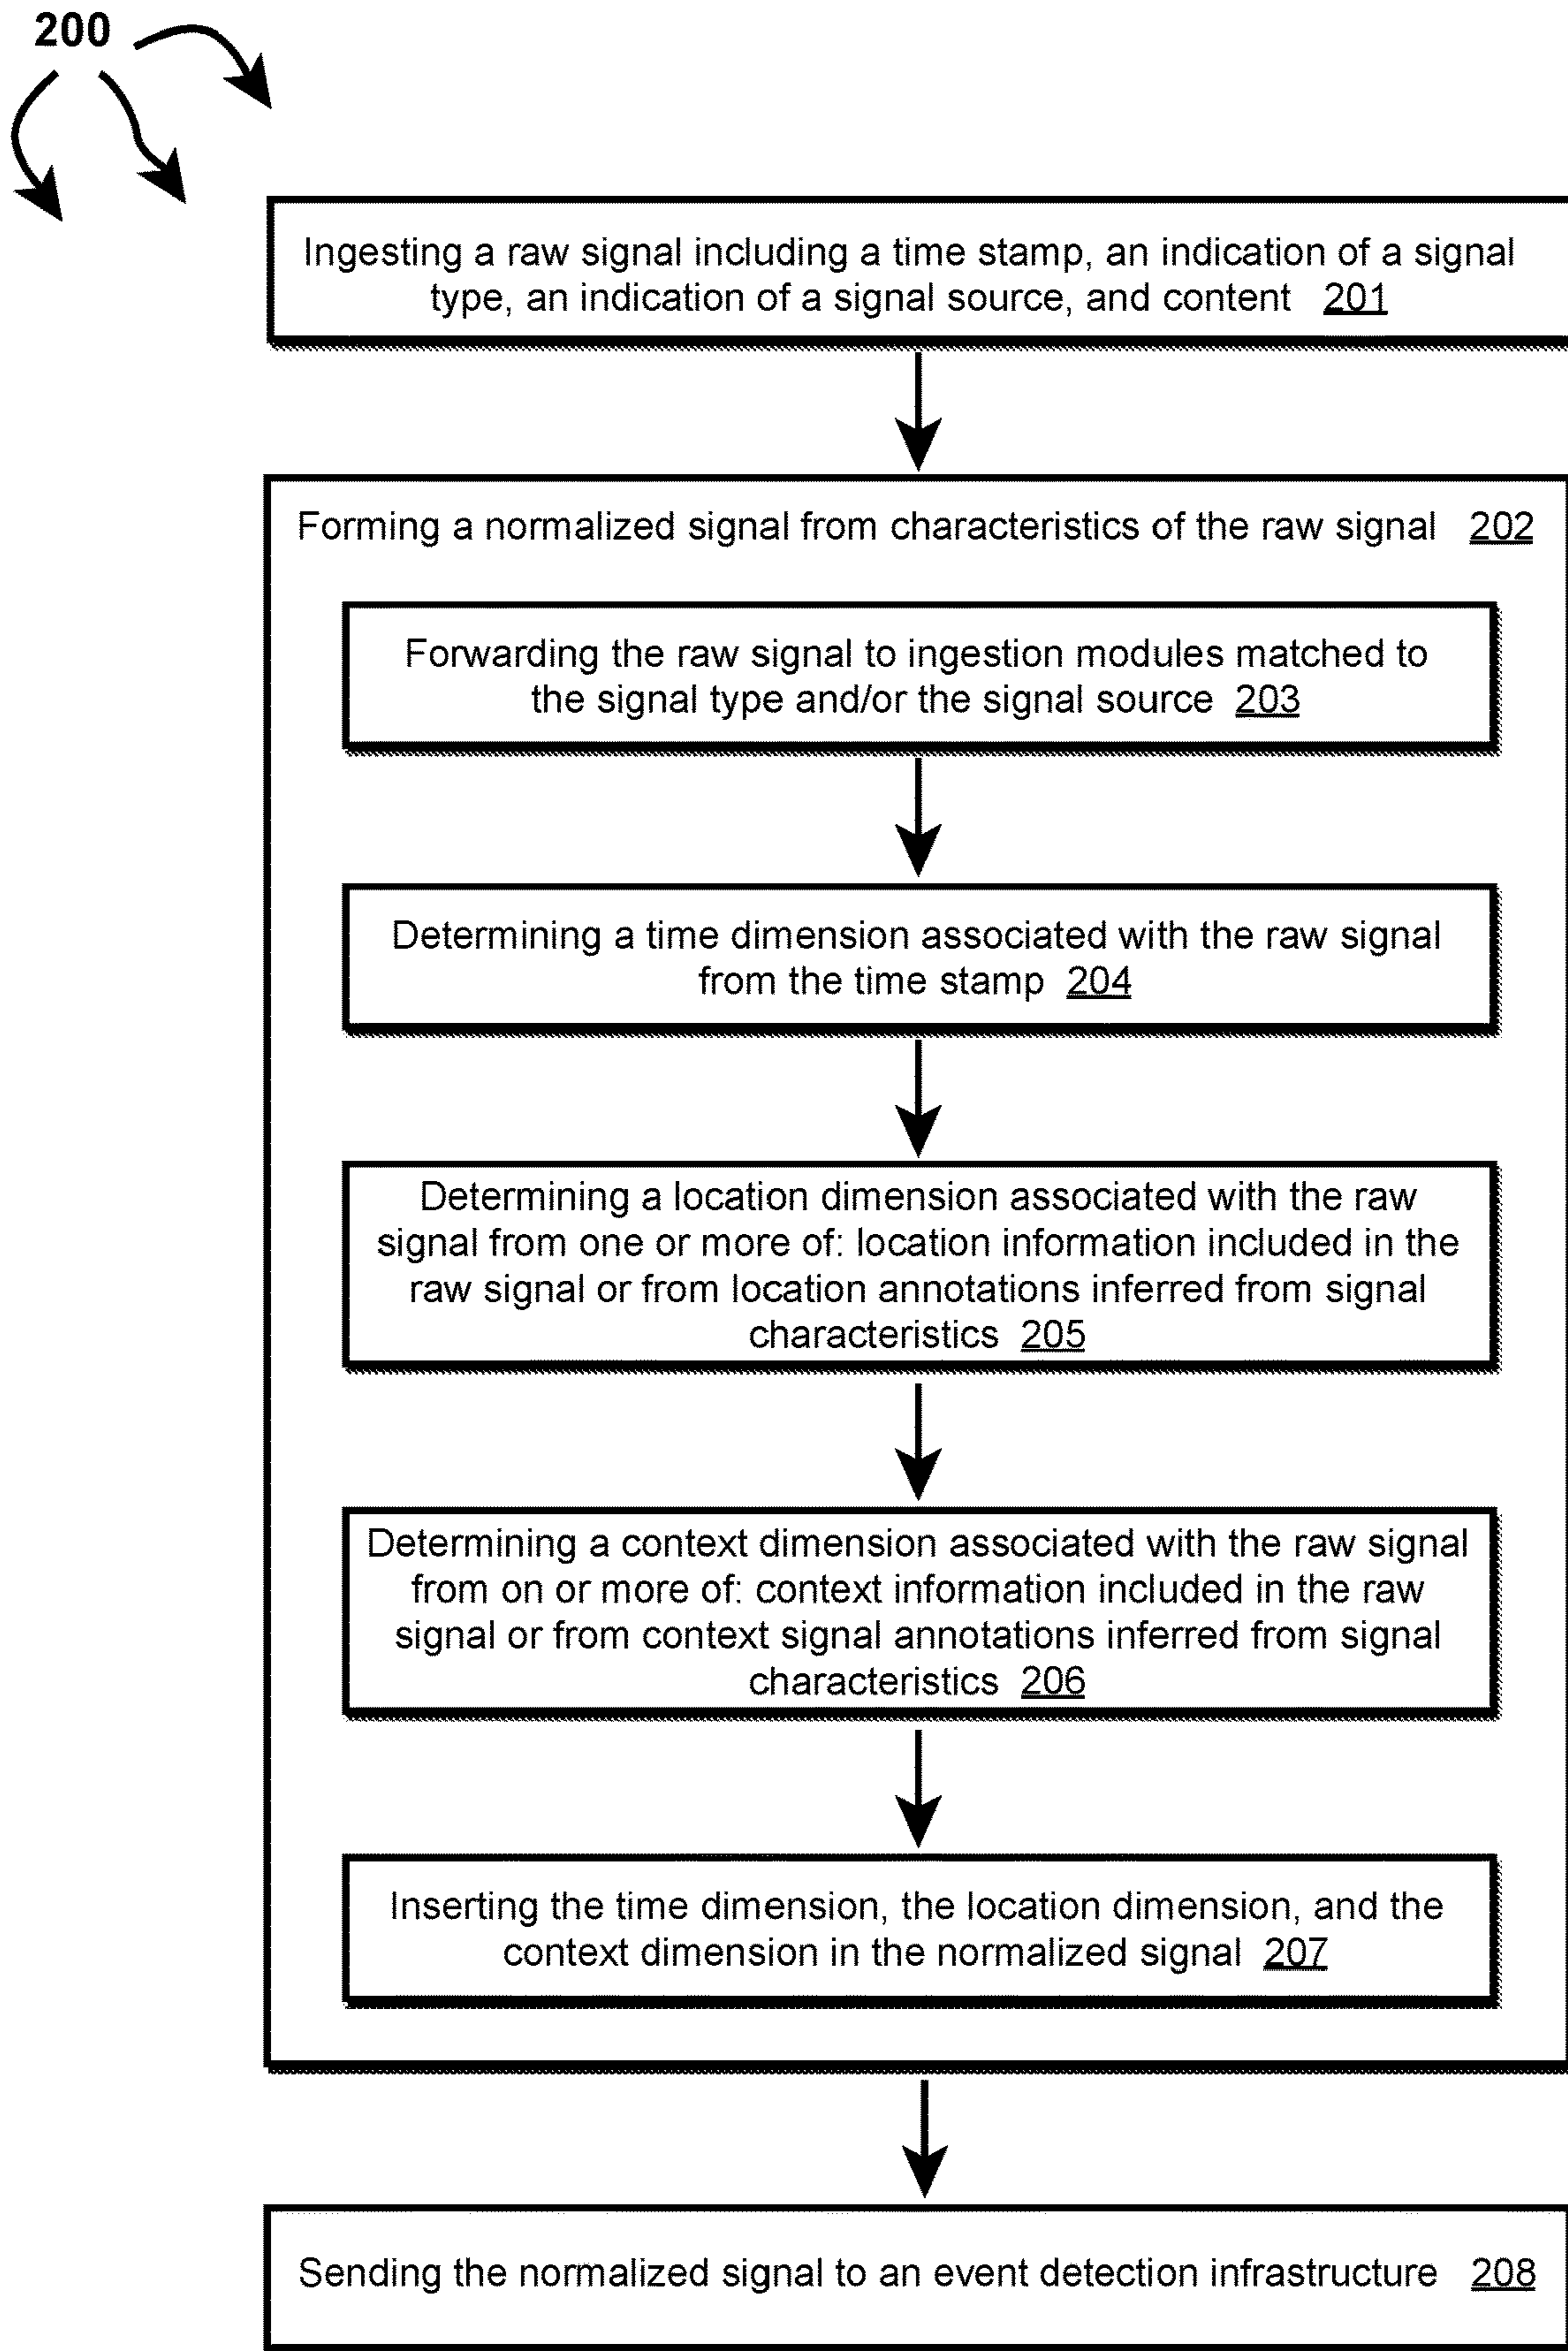 200
Ingesting a raw signal including a time stamp, an indication of a signal
type, an indication of a signal source, and content 201
Forming a normalized signal from characteristics of the raw signal 202
Forwarding the raw signal to ingestion modules matched to
the signal type and/or the signal source 203
Determining a time dimension associated with the raw signal
from the time stamp 204
Determining a location dimension associated with the raw
signal from one or more of: location information included in the
raw signal or from location annotations inferred from signal
characteristics 205
Determining a context dimension associated with the raw signal
from on or more of: context information included in the raw
signal or from context signal annotations inferred from signal
characteristics 206
Inserting the time dimension, the location dimension, and the
context dimension in the normalized signal 207
Sending the normalized signal to an event detection infrastructure 208